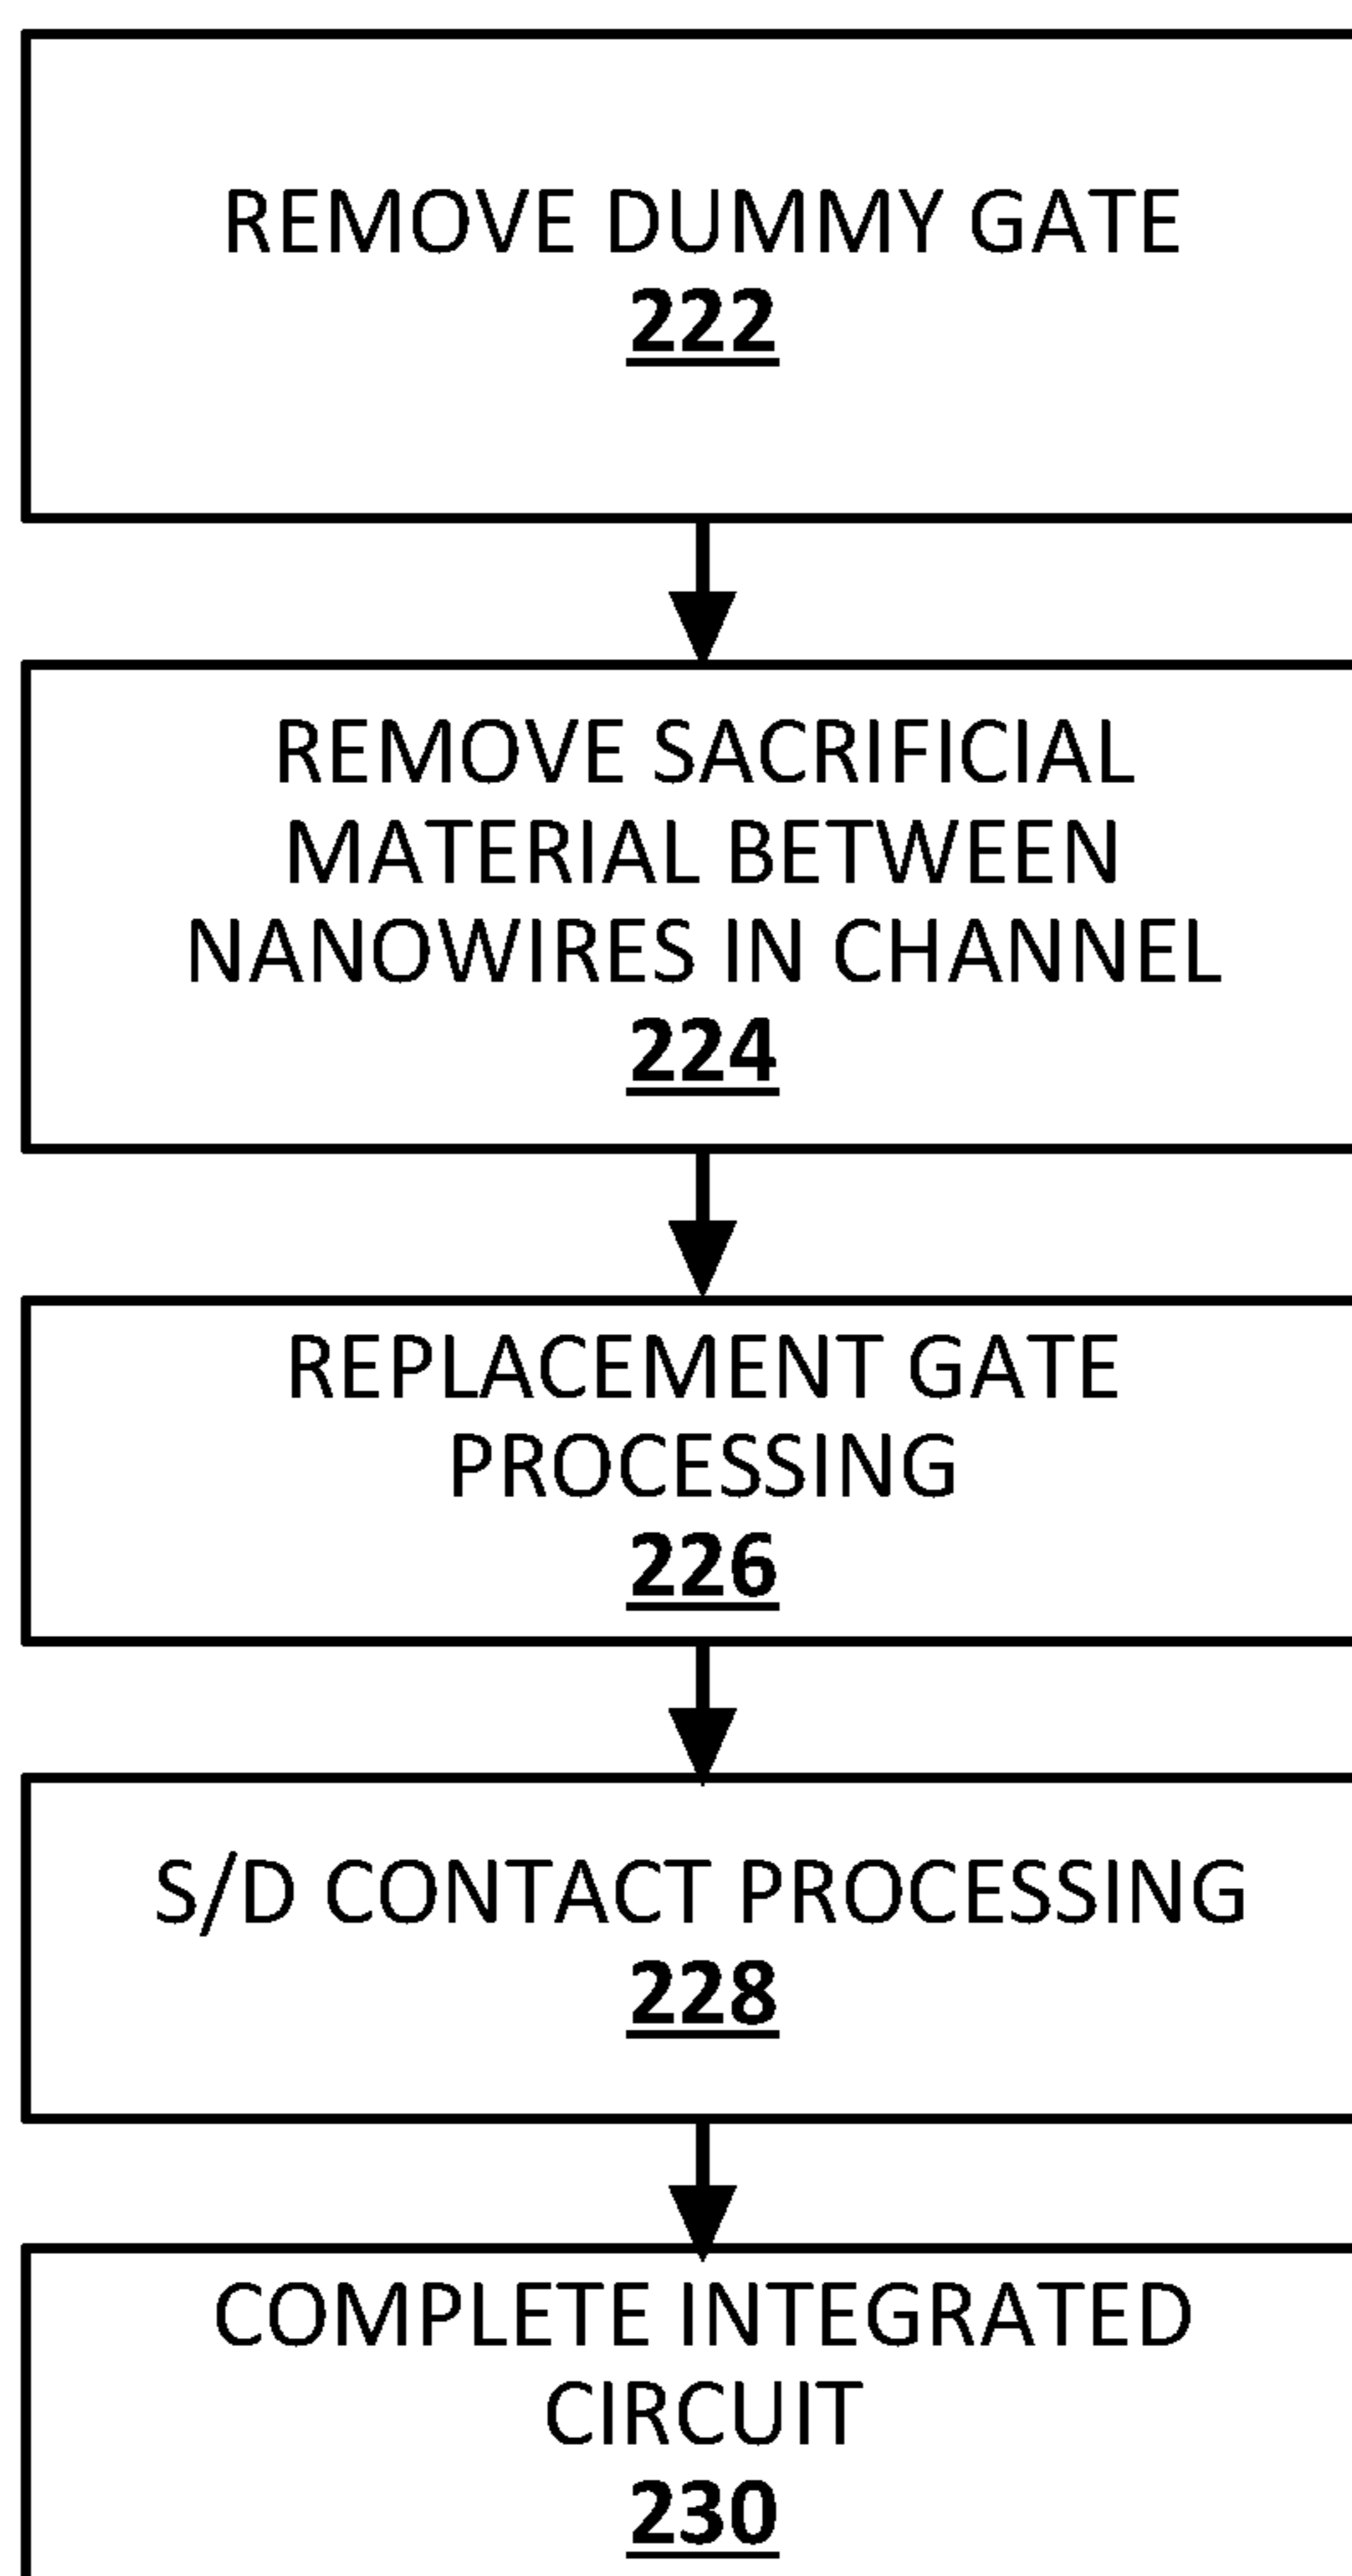 REMOVE DUMMY GATE
222
REMOVE SACRIFICIAL
MATERIAL BETWEEN
NANOWIRES IN CHANNEL
224
REPLACEMENT GATE
PROCESSING
226
S/D CONTACT PROCESSING
228
COMPLETE INTEGRATED
CIRCUIT
230